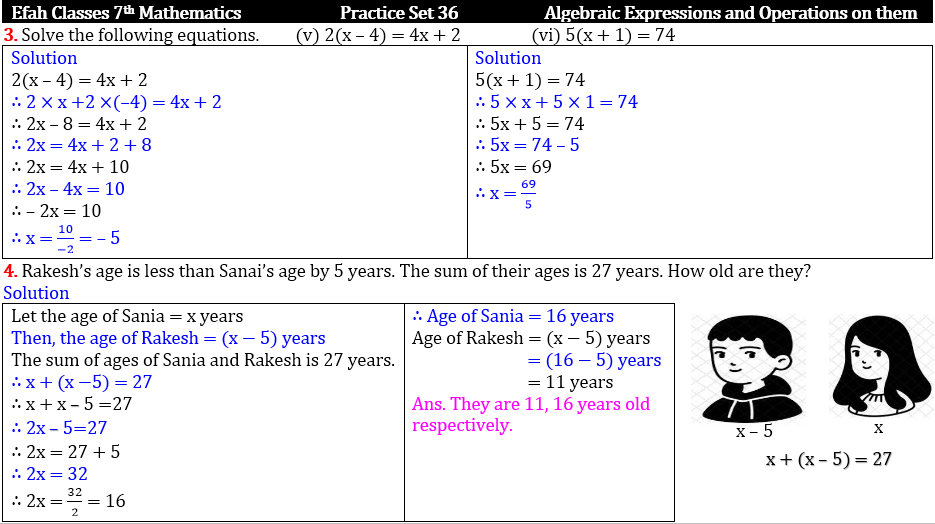 Efah Classes 7th Mathematics Practice Set 36 Algebraic Expressions and Operations on them
3. Solve the following equations. (v) 2(x – 4) = 4x + 2 (vi) 5(x + 1) = 74
Solution
2(x – 4) = 4x + 2
∴ 2 × x +2 ×(–4) = 4x + 2
∴ 2x – 8 = 4x + 2
∴ 2x = 4x + 2 + 8
∴ 2x = 4x + 10
∴ 2x – 4x = 10
∴ – 2x = 10
∴ x = 10/−2 = – 5
Solution
5(x + 1) = 74
∴ 5 × x + 5 × 1 = 74
∴ 5x + 5 = 74
∴ 5x = 74 – 5
∴ 5x = 69
∴ x = 69/5
4. Rakesh’s age is less than Sanai’s age by 5 years. The sum of their ages is 27 years. How old are they?
Solution
Let the age of Sania = x years
Then, the age of Rakesh = (x − 5) years
The sum of ages of Sania and Rakesh is 27 years.
∴ x + (x –5) = 27
∴ x + x – 5 =27
∴ 2x – 5=27
∴ 2x = 27 + 5
∴ 2x = 32
∴ 2x = 32/2 = 16
∴ Age of Sania = 16 years
Age of Rakesh = (x − 5) years
= (16 − 5) years
= 11 years
Ans. They are 11, 16 years old
respectively.
x – 5
x
x + (x – 5) = 27